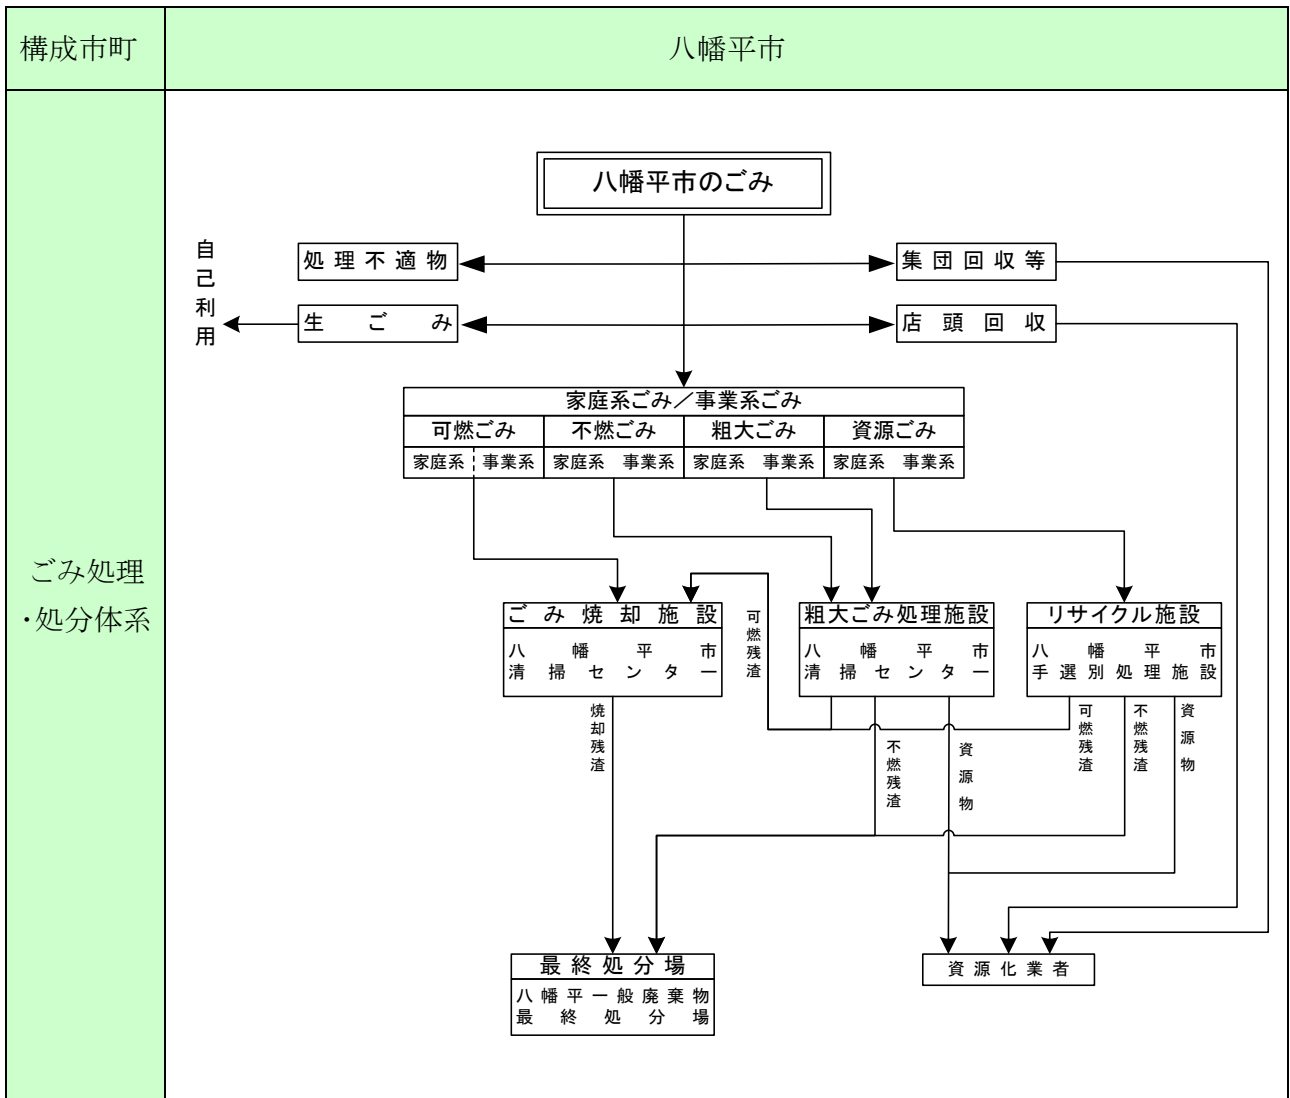 構成市町
八幡平市
ごみ処理
・処分体系
八幡平市のごみ
自己利用
処理不適物
集団回収等
生ごみ
店頭回収
家庭系ごみ／事業系ごみ
可燃ごみ 不燃ごみ 粗大ごみ 資源ごみ
家庭系 事業系 家庭系 事業系 家庭系 事業系 家庭系 事業系
ごみ焼却施設
八幡平市
清掃センター
可燃残渣
粗大ごみ処理施設
八幡平市
清掃センター
リサイクル施設
八幡平市
手選別処理施設
焼却残渣
不燃残渣
資源物
可燃残渣
不燃残渣
資源物
最終処分場
八幡平一般廃棄物
最終処分場
資源化業者